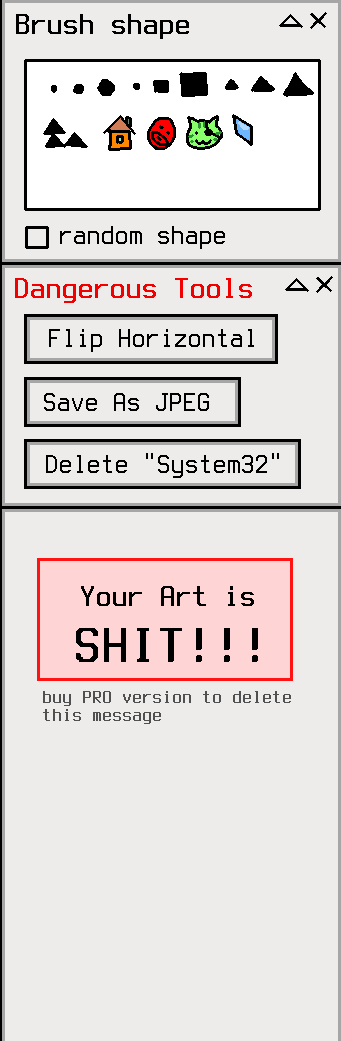 Brush shape
random shape
Dangerous Tools
Flip Horizontal
Save As JPEG
Delete "System32"
Your Art is
SHIT!!!
buy PRO version to delete
this message